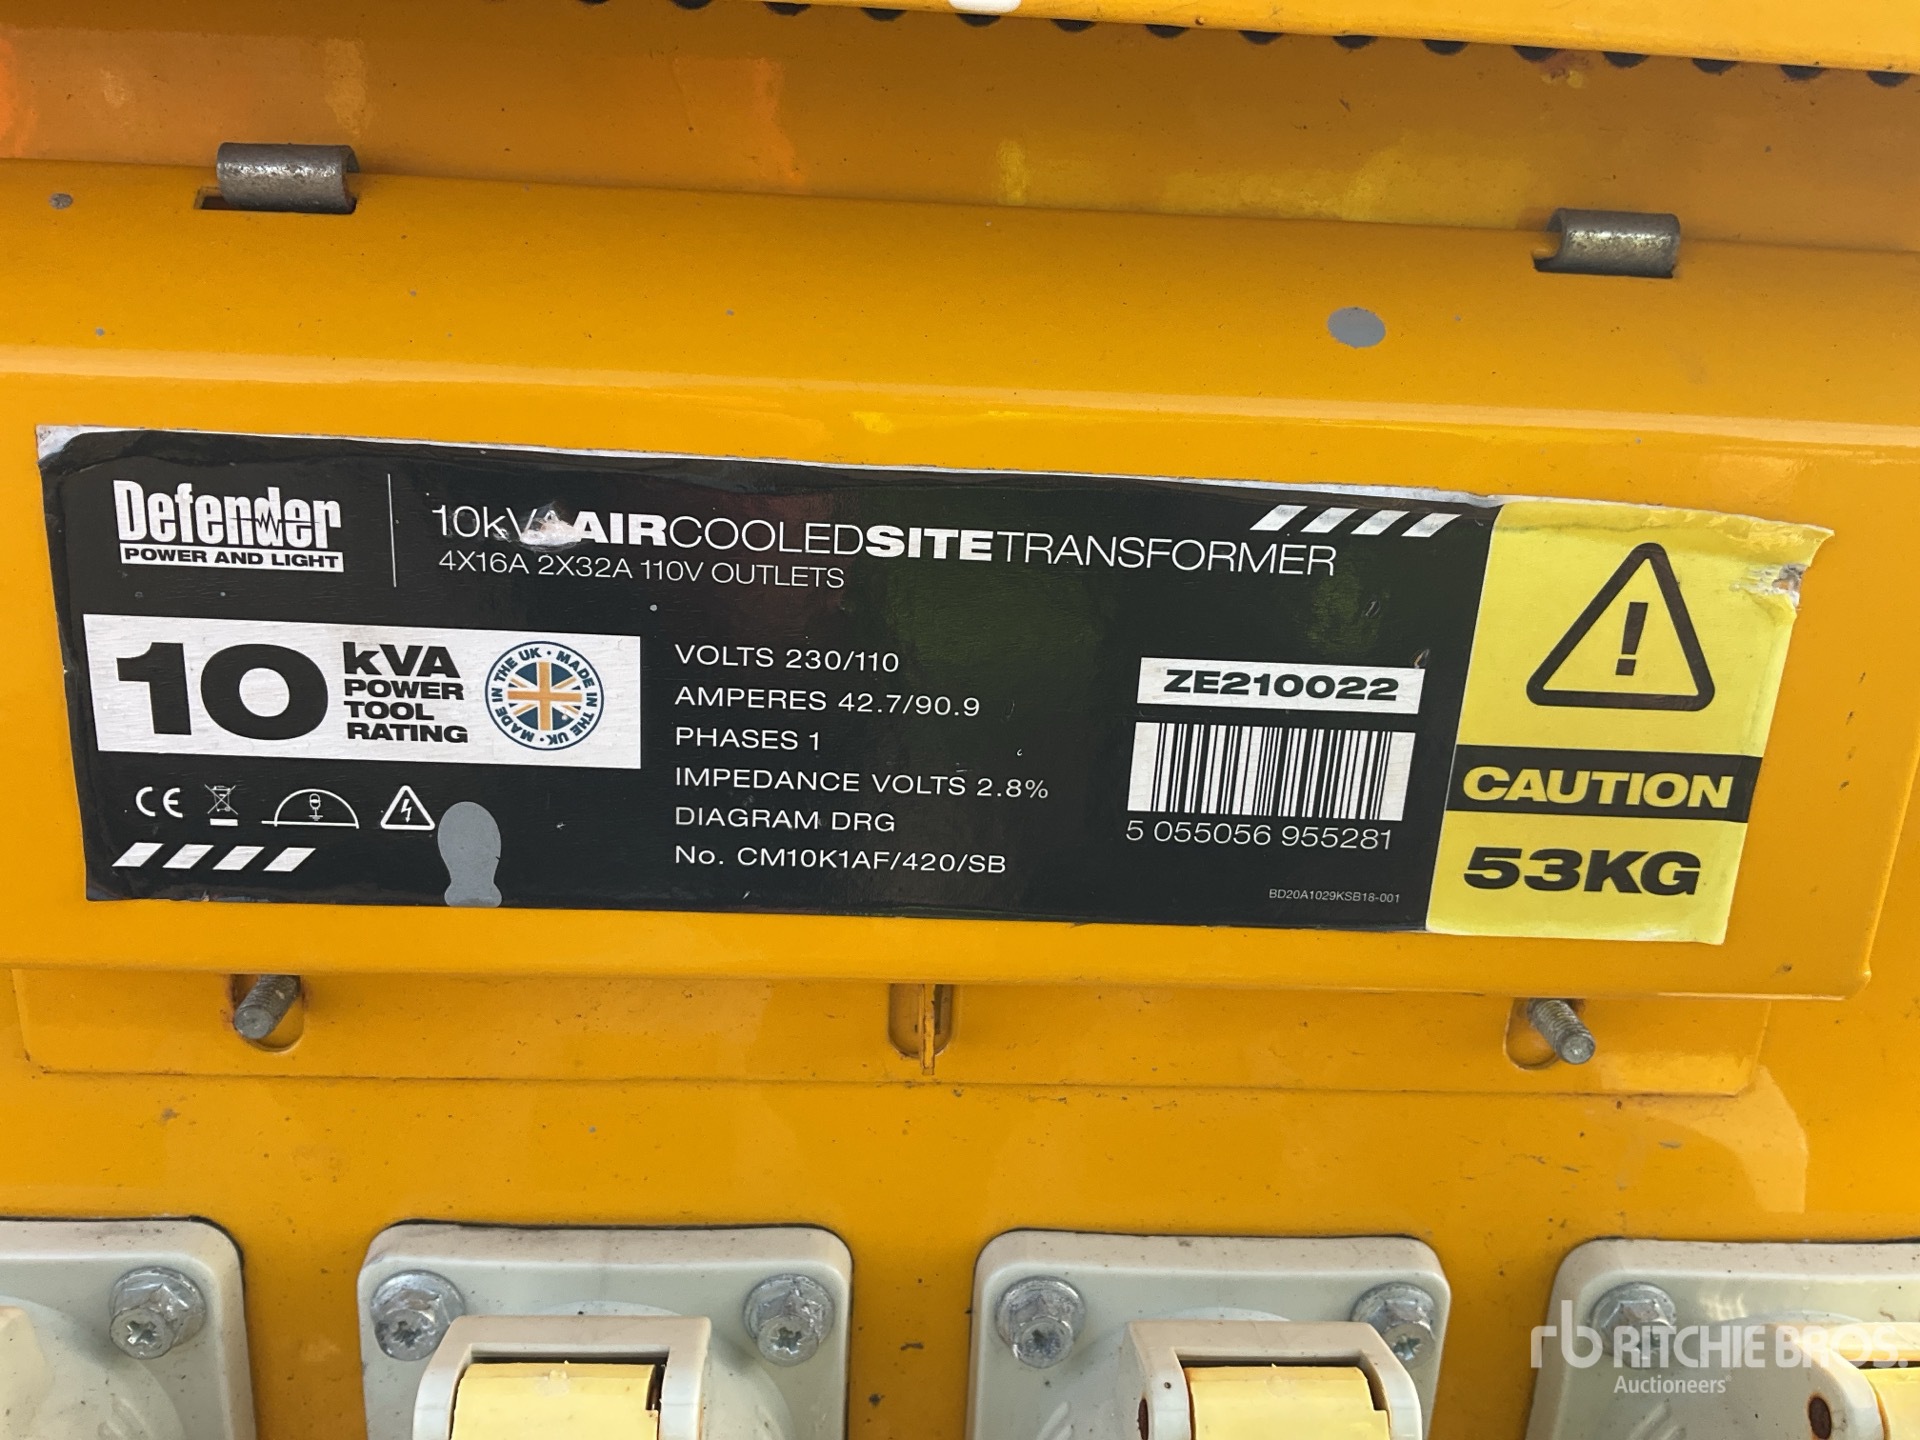 Defender
POWER AND LIGHT
10kVA AIRCOOLEDSITETRANSFORMER
4X16A 2X32A 110V OUTLETS
10 kVA
POWER
TOOL
RATING
MADE IN THE UK • MADE IN THE UK •
CE
VOLTS 230/110
AMPERES 42.7/90.9
PHASES 1
IMPEDANCE VOLTS 2.8%
DIAGRAM DRG
No. CM10K1AF/420/SB
ZE210022
5 055056 955281
BD20A1029KSB18-001
!
CAUTION
53KG
rb RITCHIE BROS.
Auctioneers